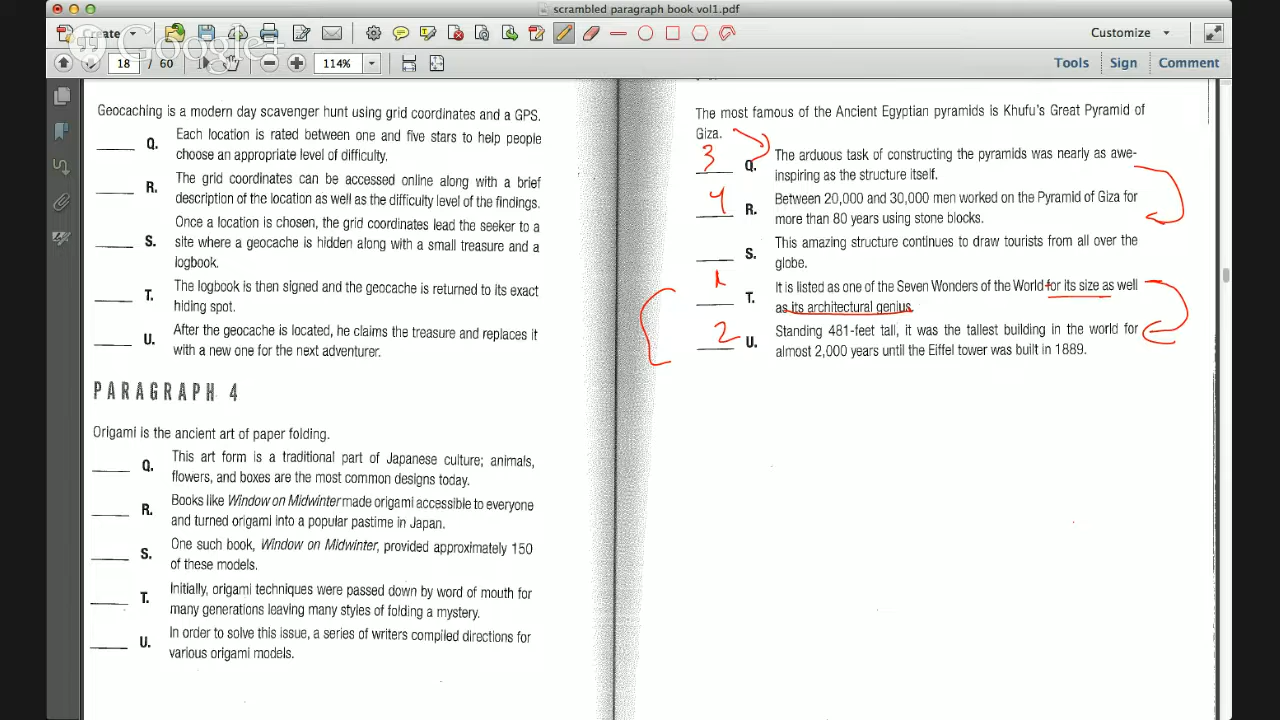 scrambled paragraph book vol1.pdf
Create
Google+
Customize
18 / 60
114%
Tools
Sign
Comment
Geocaching is a modern day scavenger hunt using grid coordinates and a GPS.
Q. Each location is rated between one and five stars to help people
choose an appropriate level of difficulty.
R. The grid coordinates can be accessed online along with a brief
description of the location as well as the difficulty level of the findings.
S. Once a location is chosen, the grid coordinates lead the seeker to a
site where a geocache is hidden along with a small treasure and a
logbook.
T. The logbook is then signed and the geocache is returned to its exact
hiding spot.
U. After the geocache is located, he claims the treasure and replaces it
with a new one for the next adventurer.
PARAGRAPH 4
Origami is the ancient art of paper folding.
Q. This art form is a traditional part of Japanese culture; animals,
flowers, and boxes are the most common designs today.
R. Books like Window on Midwinter made origami accessible to everyone
and turned origami into a popular pastime in Japan.
S. One such book, Window on Midwinter, provided approximately 150
of these models.
T. Initially, origami techniques were passed down by word of mouth for
many generations leaving many styles of folding a mystery.
U. In order to solve this issue, a series of writers compiled directions for
various origami models.
The most famous of the Ancient Egyptian pyramids is Khufu's Great Pyramid of
Giza.
3 Q. The arduous task of constructing the pyramids was nearly as awe-
inspiring as the structure itself.
4 R. Between 20,000 and 30,000 men worked on the Pyramid of Giza for
more than 80 years using stone blocks.
S. This amazing structure continues to draw tourists from all over the
globe.
1 T. It is listed as one of the Seven Wonders of the World for its size as well
as its architectural genius.
2 U. Standing 481-feet tall, it was the tallest building in the world for
almost 2,000 years until the Eiffel tower was built in 1889.